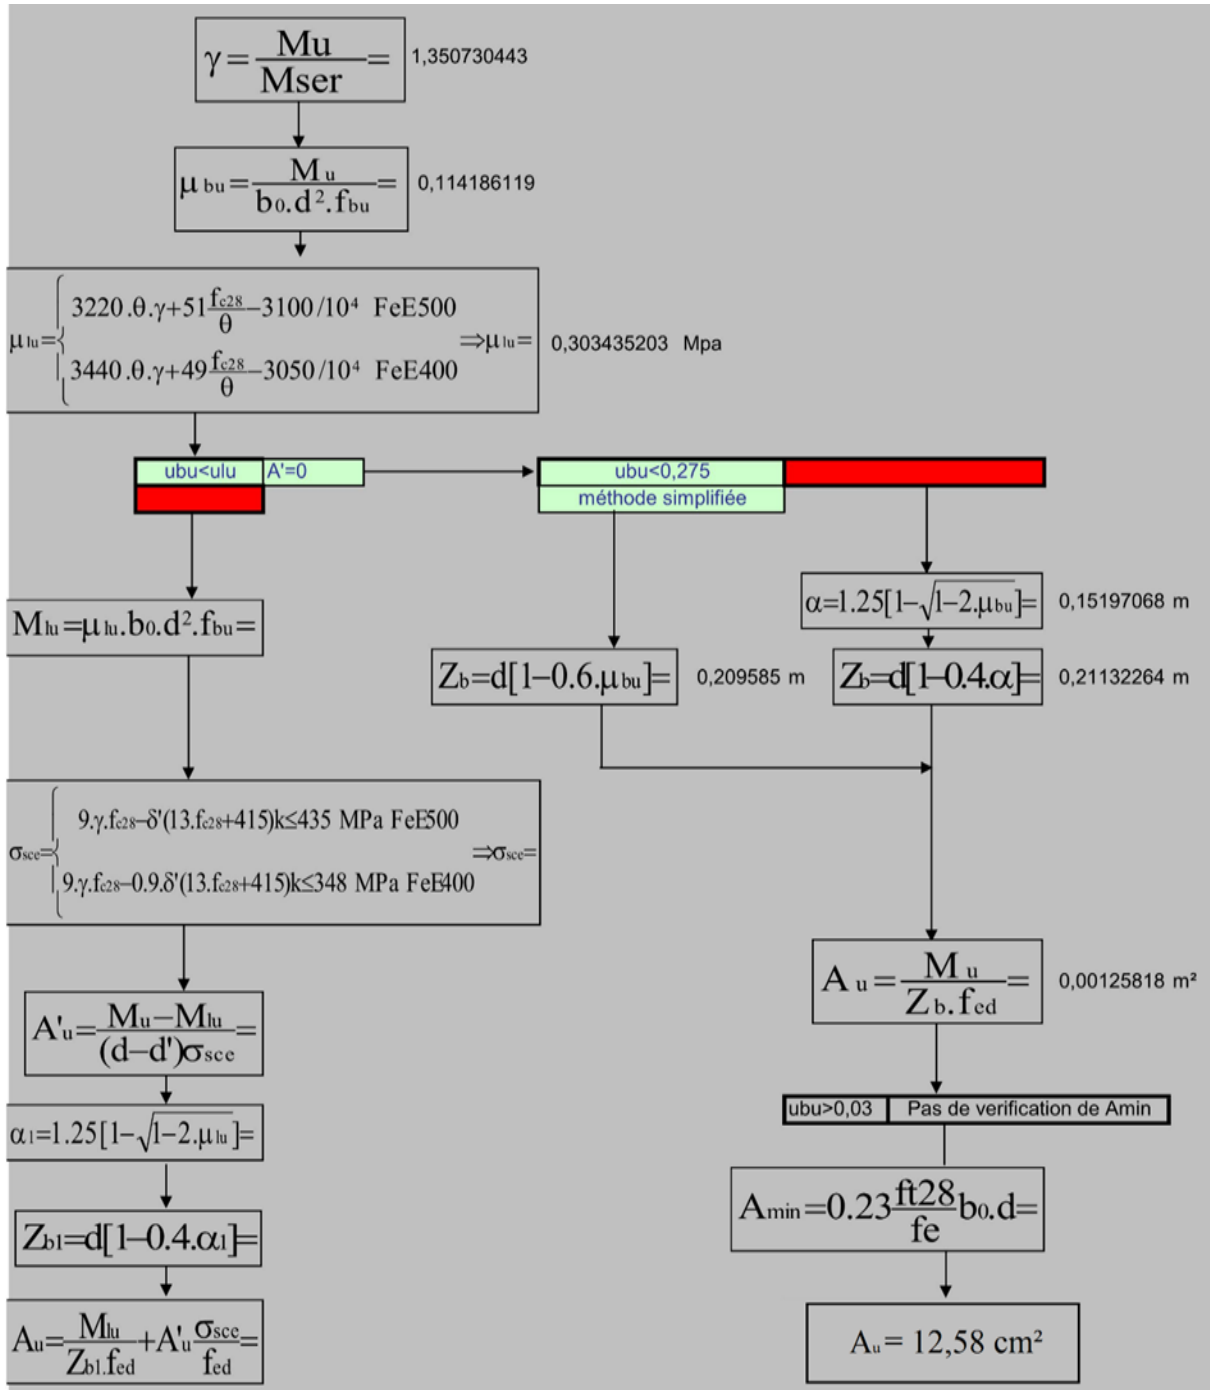 γ=Mu/Mser= 1,350730443
μbu=Mu/b0.d².fbu= 0,114186119
μlu={ 3220.θ.γ+51fc28/θ−3100/10⁴ FeE500
3440.θ.γ+49fc28/θ−3050/10⁴ FeE400
⇒μlu= 0,303435203 Mpa
ubu<ulu A'=0
ubu<0,275
méthode simplifiée
Mlu=μlu.b0.d².fbu=
α=1.25[1−√1−2.μbu]= 0,15197068 m
Zb=d[1−0.6.μbu]= 0,209585 m
Zb=d[1−0.4.α]= 0,21132264 m
σsce={ 9.γ.fc28−δ'(13.fc28+415)k≤435 MPa FeE500
9.γ.fc28−0.9.δ'(13.fc28+415)k≤348 MPa FeE400
⇒σsce=
Au=Mu/Zb.fed= 0,00125818 m²
A'u=Mu−Mlu/(d−d')σsce=
ubu>0,03 Pas de verification de Amin
α1=1.25[1−√1−2.μlu]=
Amin=0.23ft28/fe b0.d=
Zb1=d[1−0.4.α1]=
Au=Mlu/Zb1.fed+A'u σsce/fed=
Au= 12,58 cm²